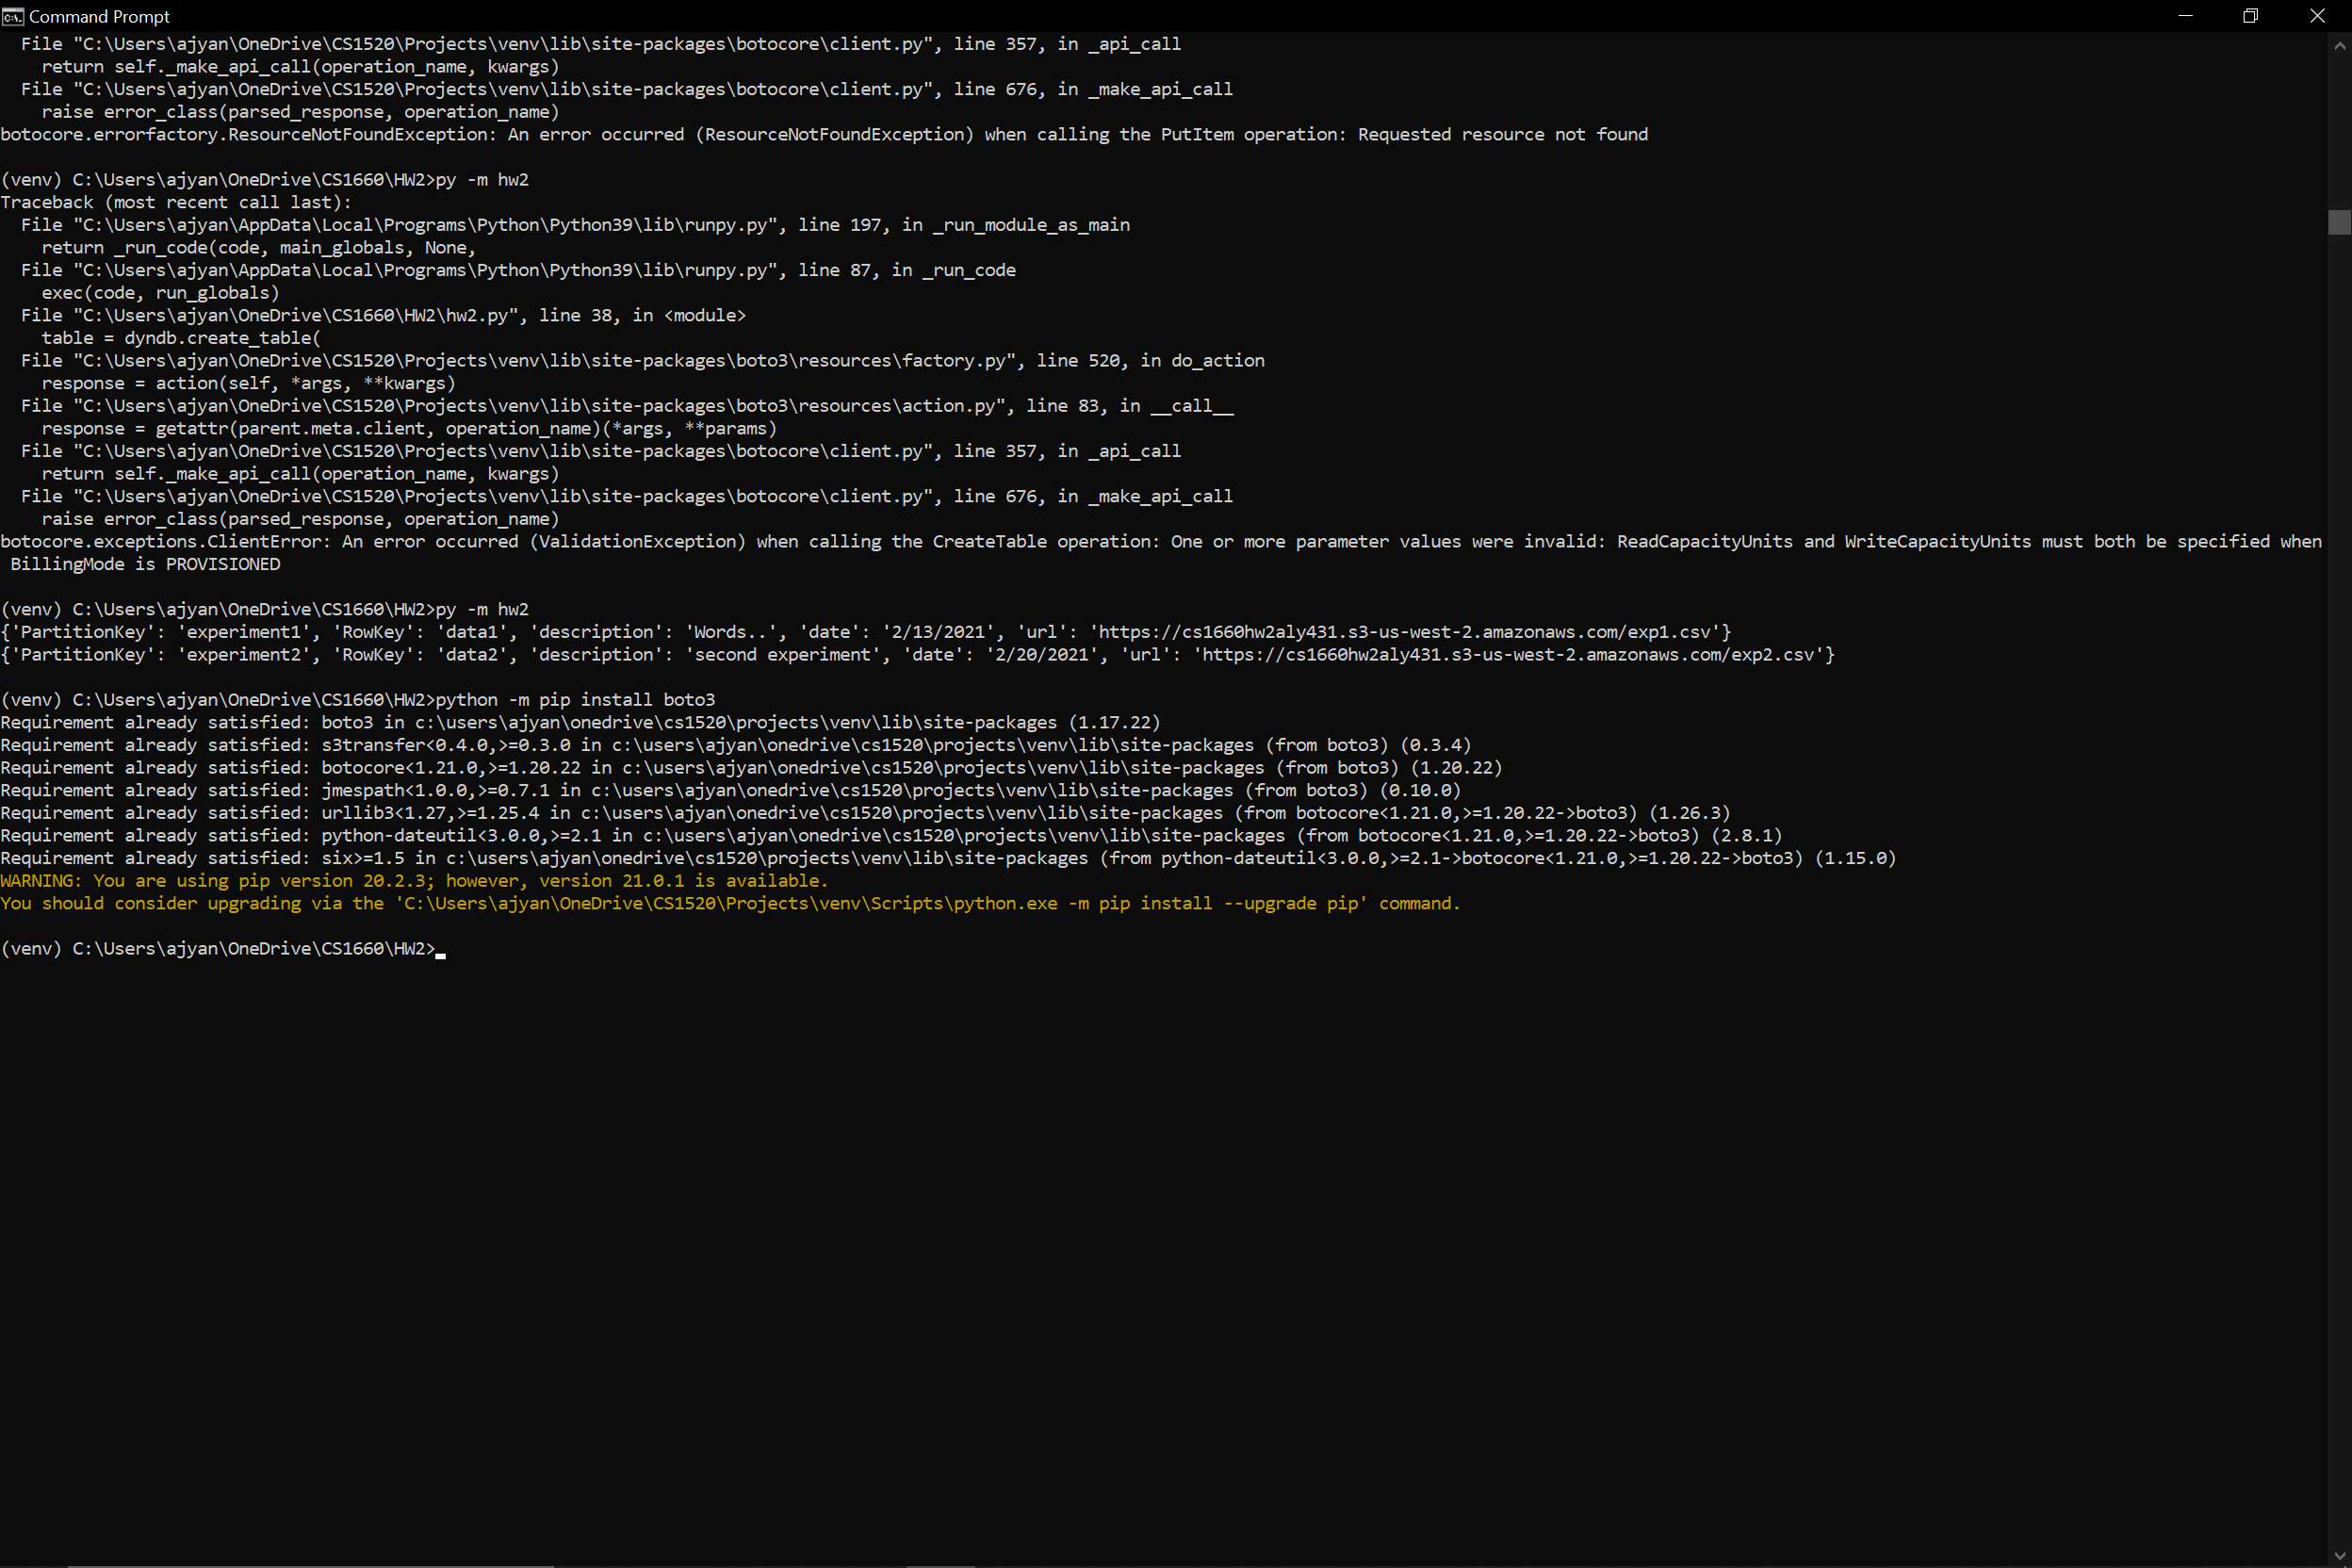 Command Prompt
  File "C:\Users\ajyan\OneDrive\CS1520\Projects\venv\lib\site-packages\botocore\client.py", line 357, in _api_call
    return self._make_api_call(operation_name, kwargs)
  File "C:\Users\ajyan\OneDrive\CS1520\Projects\venv\lib\site-packages\botocore\client.py", line 676, in _make_api_call
    raise error_class(parsed_response, operation_name)
botocore.errorfactory.ResourceNotFoundException: An error occurred (ResourceNotFoundException) when calling the PutItem operation: Requested resource not found
(venv) C:\Users\ajyan\OneDrive\CS1660\HW2>py -m hw2
Traceback (most recent call last):
  File "C:\Users\ajyan\AppData\Local\Programs\Python\Python39\lib\runpy.py", line 197, in _run_module_as_main
    return _run_code(code, main_globals, None,
  File "C:\Users\ajyan\AppData\Local\Programs\Python\Python39\lib\runpy.py", line 87, in _run_code
    exec(code, run_globals)
  File "C:\Users\ajyan\OneDrive\CS1660\HW2\hw2.py", line 38, in <module>
    table = dyndb.create_table(
  File "C:\Users\ajyan\OneDrive\CS1520\Projects\venv\lib\site-packages\boto3\resources\factory.py", line 520, in do_action
    response = action(self, *args, **kwargs)
  File "C:\Users\ajyan\OneDrive\CS1520\Projects\venv\lib\site-packages\boto3\resources\action.py", line 83, in __call__
    response = getattr(parent.meta.client, operation_name)(*args, **params)
  File "C:\Users\ajyan\OneDrive\CS1520\Projects\venv\lib\site-packages\botocore\client.py", line 357, in _api_call
    return self._make_api_call(operation_name, kwargs)
  File "C:\Users\ajyan\OneDrive\CS1520\Projects\venv\lib\site-packages\botocore\client.py", line 676, in _make_api_call
    raise error_class(parsed_response, operation_name)
botocore.exceptions.ClientError: An error occurred (ValidationException) when calling the CreateTable operation: One or more parameter values were invalid: ReadCapacityUnits and WriteCapacityUnits must both be specified when
 BillingMode is PROVISIONED
(venv) C:\Users\ajyan\OneDrive\CS1660\HW2>py -m hw2
{'PartitionKey': 'experiment1', 'RowKey': 'data1', 'description': 'Words..', 'date': '2/13/2021', 'url': 'https://cs1660hw2aly431.s3-us-west-2.amazonaws.com/exp1.csv'}
{'PartitionKey': 'experiment2', 'RowKey': 'data2', 'description': 'second experiment', 'date': '2/20/2021', 'url': 'https://cs1660hw2aly431.s3-us-west-2.amazonaws.com/exp2.csv'}
(venv) C:\Users\ajyan\OneDrive\CS1660\HW2>python -m pip install boto3
Requirement already satisfied: boto3 in c:\users\ajyan\onedrive\cs1520\projects\venv\lib\site-packages (1.17.22)
Requirement already satisfied: s3transfer<0.4.0,>=0.3.0 in c:\users\ajyan\onedrive\cs1520\projects\venv\lib\site-packages (from boto3) (0.3.4)
Requirement already satisfied: botocore<1.21.0,>=1.20.22 in c:\users\ajyan\onedrive\cs1520\projects\venv\lib\site-packages (from boto3) (1.20.22)
Requirement already satisfied: jmespath<1.0.0,>=0.7.1 in c:\users\ajyan\onedrive\cs1520\projects\venv\lib\site-packages (from boto3) (0.10.0)
Requirement already satisfied: urllib3<1.27,>=1.25.4 in c:\users\ajyan\onedrive\cs1520\projects\venv\lib\site-packages (from botocore<1.21.0,>=1.20.22->boto3) (1.26.3)
Requirement already satisfied: python-dateutil<3.0.0,>=2.1 in c:\users\ajyan\onedrive\cs1520\projects\venv\lib\site-packages (from botocore<1.21.0,>=1.20.22->boto3) (2.8.1)
Requirement already satisfied: six>=1.5 in c:\users\ajyan\onedrive\cs1520\projects\venv\lib\site-packages (from python-dateutil<3.0.0,>=2.1->botocore<1.21.0,>=1.20.22->boto3) (1.15.0)
WARNING: You are using pip version 20.2.3; however, version 21.0.1 is available.
You should consider upgrading via the 'C:\Users\ajyan\OneDrive\CS1520\Projects\venv\Scripts\python.exe -m pip install --upgrade pip' command.
(venv) C:\Users\ajyan\OneDrive\CS1660\HW2>